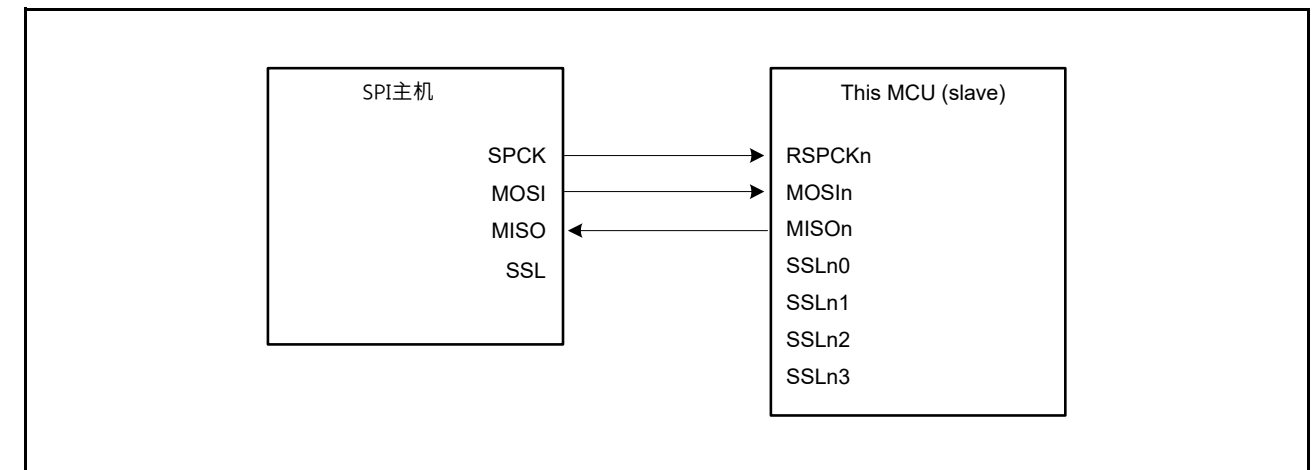 SPI主机
SPCK
MOSI
MISO
SSL
This MCU (slave)
RSPCKn
MOSIn
MISOn
SSLn0
SSLn1
SSLn2
SSLn3